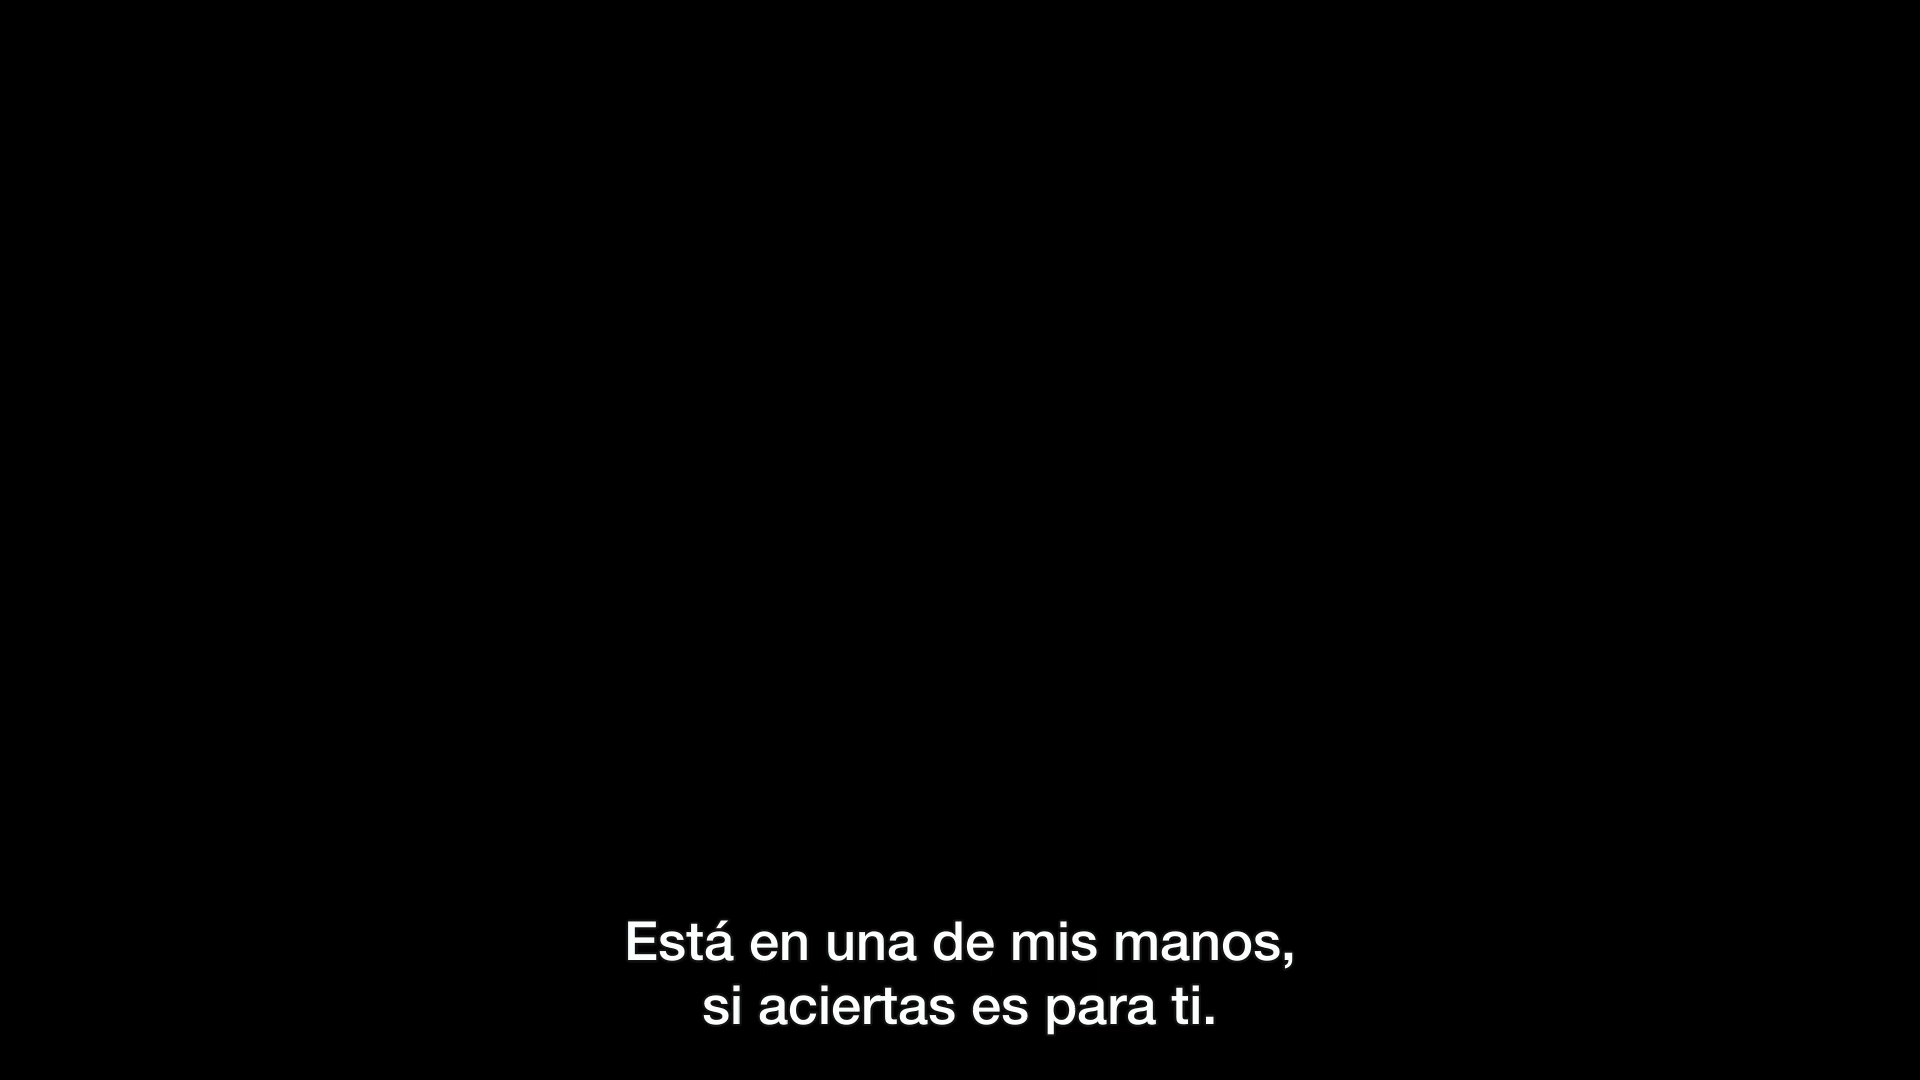 Está en una de mis manos,
si aciertas es para ti.